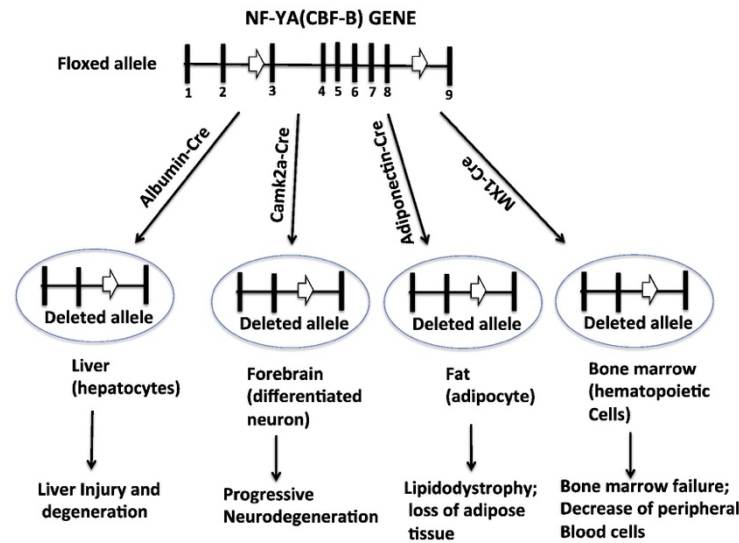 NF-YA(CBF-B) GENE
Floxed allele
1 2 3 4 5 6 7 8 9
Albumin-Cre
Camk2a-Cre
Adiponectin-Cre
MX1-Cre
Deleted allele
Deleted allele
Deleted allele
Deleted allele
Liver
(hepatocytes)
Forebrain
(differentiated
neuron)
Fat
(adipocyte)
Bone marrow
(hematopoietic
Cells)
Liver Injury and
degeneration
Progressive
Neurodegeneration
Lipidodystrophy;
loss of adipose
tissue
Bone marrow failure;
Decrease of peripheral
Blood cells